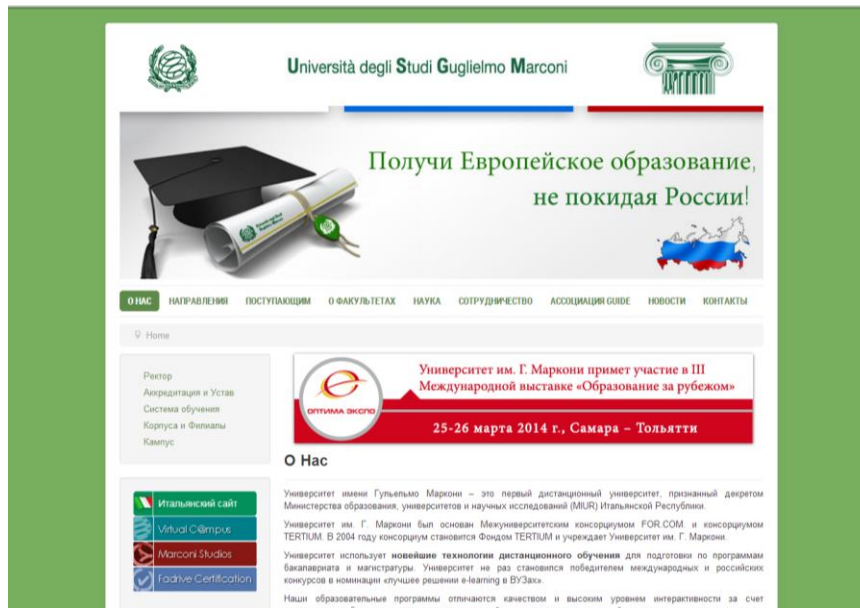 Università degli Studi Guglielmo Marconi
Получи Европейское образование,
не покидая России!
О НАС НАПРАВЛЕНИЯ ПОСТУПАЮЩИМ О ФАКУЛЬТЕТАХ НАУКА СОТРУДНИЧЕСТВО АССОЦИАЦИЯ GUIDE НОВОСТИ КОНТАКТЫ
Home
Ректор
Аккредитация и Устав
Система обучения
Корпуса и Филиалы
Кампус
Итальянский сайт
Virtual C@mpus
Marconi Studios
Fadrive Certification
ОПТИМА ЭКСПО
Университет им. Г. Маркони примет участие в III
Международной выставке «Образование за рубежом»
25-26 марта 2014 г., Самара – Тольятти
О Нас
Университет имени Гульельмо Маркони – это первый дистанционный университет, признанный декретом
Министерства образования, университетов и научных исследований (MIUR) Итальянской Республики.
Университет им. Г. Маркони был основан Межуниверситетским консорциумом FOR.COM. и консорциумом
TERTIUM. В 2004 году консорциум становится Фондом TERTIUM и учреждает Университет им. Г. Маркони.
Университет использует новейшие технологии дистанционного обучения для подготовки по программам
бакалавриата и магистратуры. Университет не раз становился победителем международных и российских
конкурсов в номинации «лучшее решении e-learning в ВУЗах».
Наши образовательные программы отличаются качеством и высоким уровнем интерактивности за счет